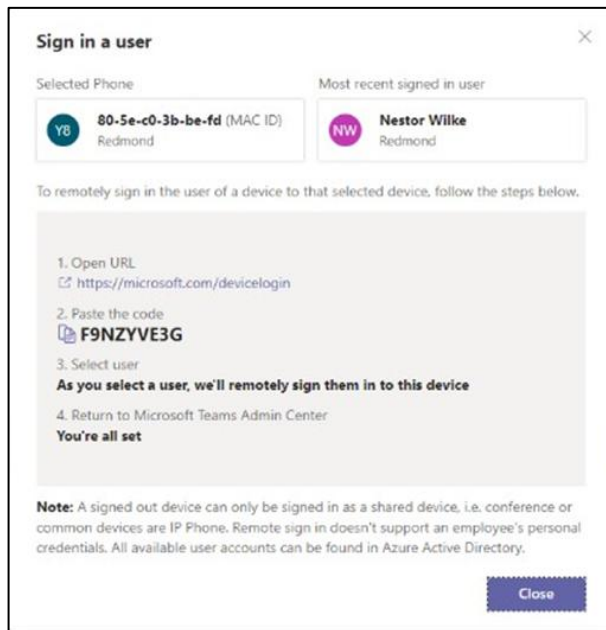 Sign in a user
Selected Phone
Most recent signed in user
Y8
80-5e-c0-3b-be-fd (MAC ID)
Redmond
NW
Nestor Wilke
Redmond
To remotely sign in the user of a device to that selected device, follow the steps below.
1. Open URL
https://microsoft.com/devicelogin
2. Paste the code
F9NZYVE3G
3. Select user
As you select a user, we'll remotely sign them in to this device
4. Return to Microsoft Teams Admin Center
You're all set
Note: A signed out device can only be signed in as a shared device, i.e. conference or
common devices are IP Phone. Remote sign in doesn't support an employee's personal
credentials. All available user accounts can be found in Azure Active Directory.
Close